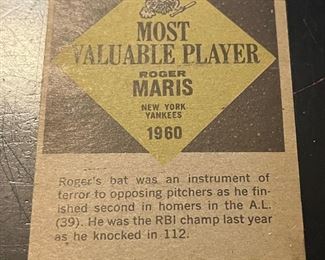 MOST
VALUABLE PLAYER
ROGER
MARIS
NEW YORK
YANKEES
1960
Roger's bat was an instrument of
terror to opposing pitchers as he fin-
ished second in homers in the A.L.
(39). He was the RBI champ last year
as he knocked in 112.